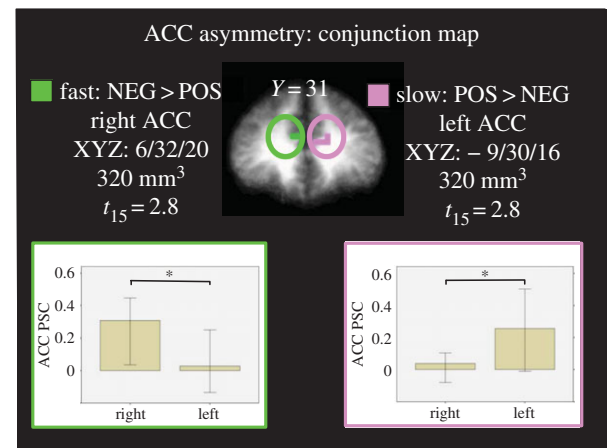 ACC asymmetry: conjunction map
fast: NEG > POS
right ACC
XYZ: 6/32/20
320 mm³
t₁₅ = 2.8
Y = 31
slow: POS > NEG
left ACC
XYZ: – 9/30/16
320 mm³
t₁₅ = 2.8
ACC PSC
0.6
0.4
0.2
0
*
right left
ACC PSC
0.6
0.4
0.2
0
*
right left